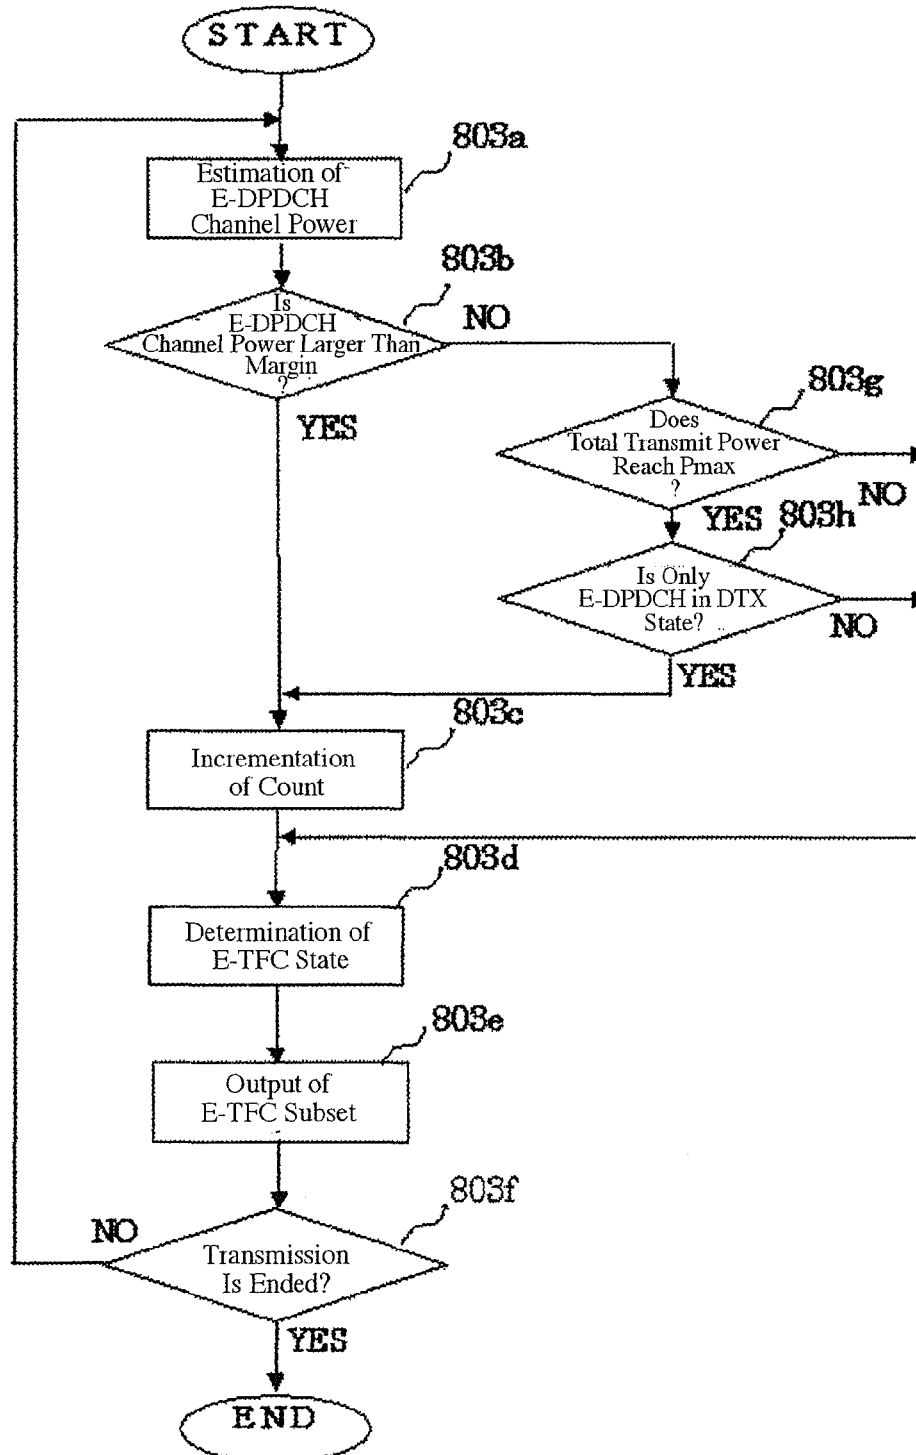 START
803a
Estimation of
E-DPDCH
Channel Power
803b
Is
E-DPDCH
Channel Power Larger Than
Margin
?
NO
YES
803g
Does
Total Transmit Power
Reach Pmax
?
NO
YES
803h
Is Only
E-DPDCH in DTX
State?
NO
YES
803c
Incrementation
of Count
803d
Determination of
E-TFC State
803e
Output of
E-TFC Subset
803f
NO
Transmission
Is Ended?
YES
END